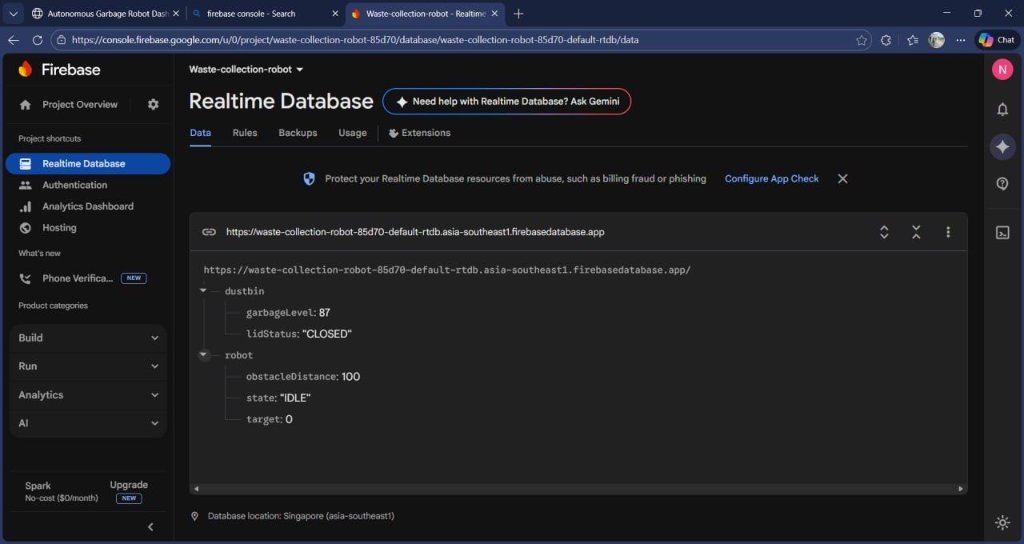 Autonomous Garbage Robot Dash
firebase console - Search
Waste-collection-robot - Realtime
https://console.firebase.google.com/u/0/project/waste-collection-robot-85d70/database/waste-collection-robot-85d70-default-rtdb/data
Chat
Firebase
Waste-collection-robot
N
Project Overview
Realtime Database
Need help with Realtime Database? Ask Gemini
Project shortcuts
Data Rules Backups Usage Extensions
Realtime Database
Authentication
Analytics Dashboard
Hosting
Protect your Realtime Database resources from abuse, such as billing fraud or phishing Configure App Check
What's new
Phone Verifica... NEW
Product categories
Build
Run
Analytics
AI
https://waste-collection-robot-85d70-default-rtdb.asia-southeast1.firebasedatabase.app
https://waste-collection-robot-85d70-default-rtdb.asia-southeast1.firebasedatabase.app/
dustbin
garbageLevel: 87
lidStatus: "CLOSED"
robot
obstacleDistance: 100
state: "IDLE"
target: 0
Spark
No-cost ($0/month)
Upgrade
NEW
Database location: Singapore (asia-southeast1)